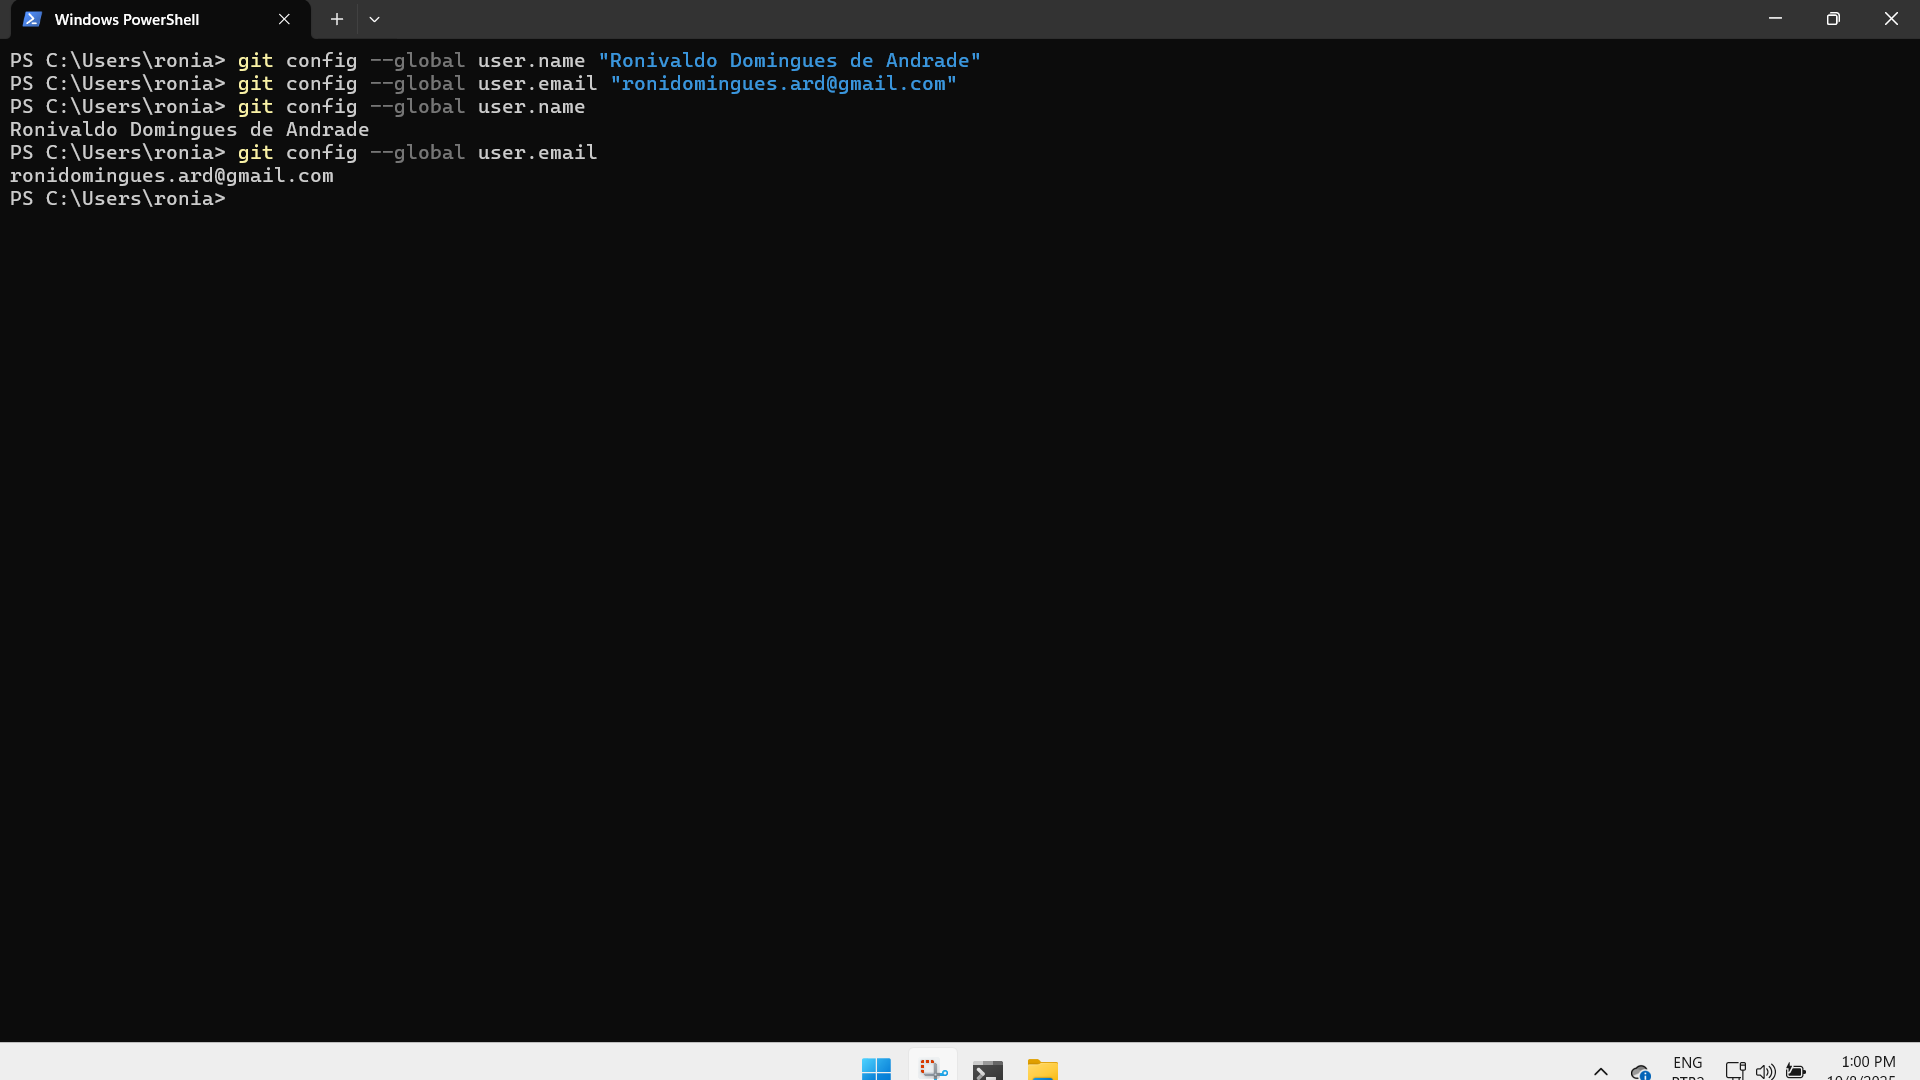 Windows PowerShell
PS C:\Users\ronia> git config --global user.name "Ronivaldo Domingues de Andrade"
PS C:\Users\ronia> git config --global user.email "ronidomingues.ard@gmail.com"
PS C:\Users\ronia> git config --global user.name
Ronivaldo Domingues de Andrade
PS C:\Users\ronia> git config --global user.email
ronidomingues.ard@gmail.com
PS C:\Users\ronia>
ENG
1:00 PM